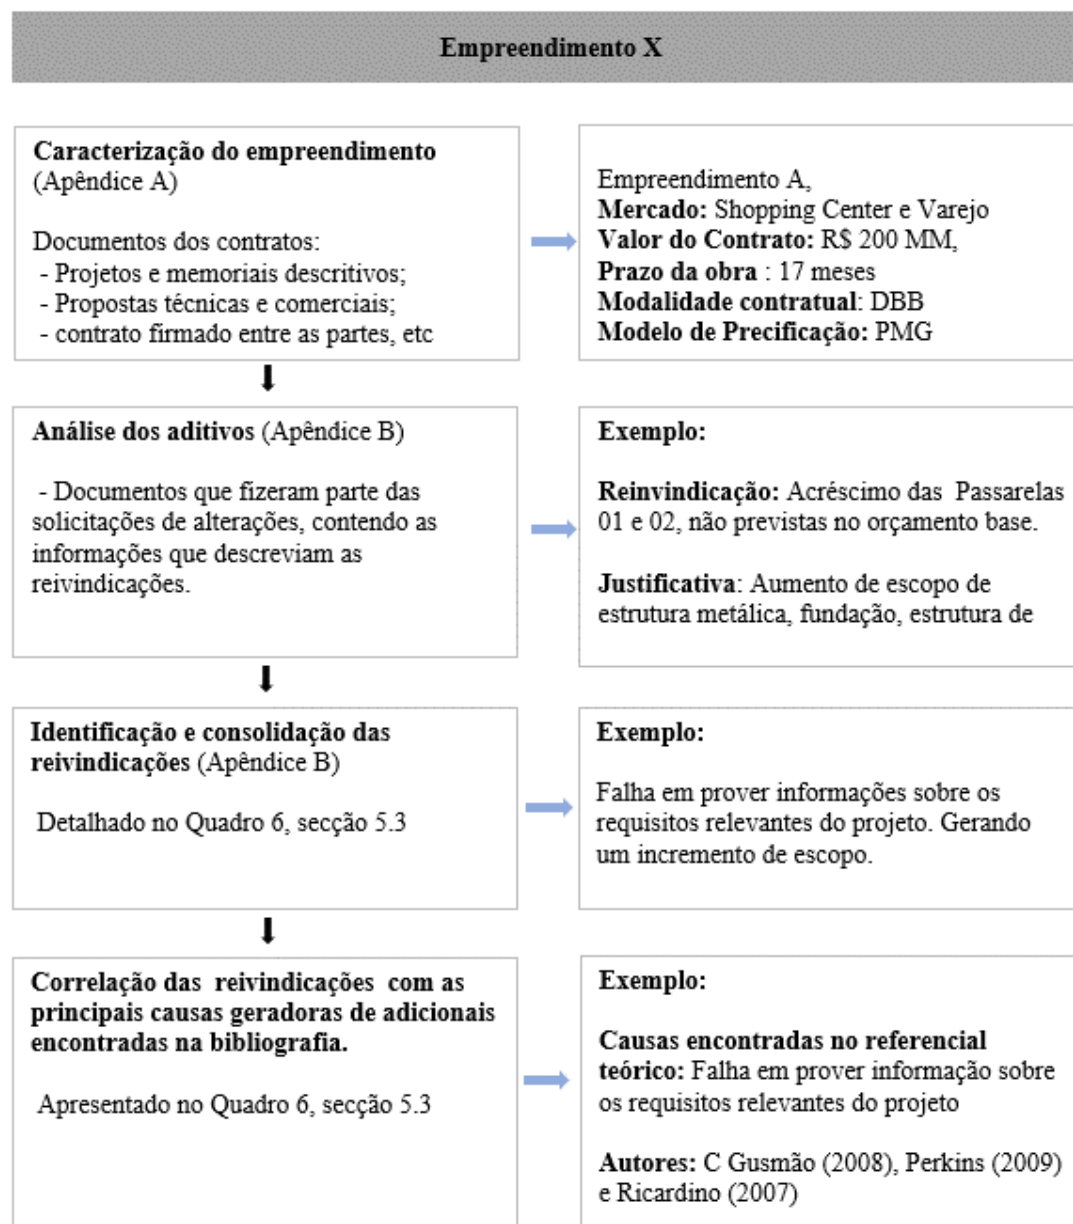 Empreendimento X
Caracterização do empreendimento
(Apêndice A)
Documentos dos contratos:
- Projetos e memoriais descritivos;
- Propostas técnicas e comerciais;
- contrato firmado entre as partes, etc
Empreendimento A,
Mercado: Shopping Center e Varejo
Valor do Contrato: R$ 200 MM,
Prazo da obra : 17 meses
Modalidade contratual: DBB
Modelo de Precificação: PMG
Análise dos aditivos (Apêndice B)
- Documentos que fizeram parte das
solicitações de alterações, contendo as
informações que descreviam as
reivindicações.
Exemplo:
Reinvindicação: Acréscimo das Passarelas
01 e 02, não previstas no orçamento base.
Justificativa: Aumento de escopo de
estrutura metálica, fundação, estrutura de
Identificação e consolidação das
reivindicações (Apêndice B)
Detalhado no Quadro 6, secção 5.3
Exemplo:
Falha em prover informações sobre os
requisitos relevantes do projeto. Gerando
um incremento de escopo.
Correlação das reivindicações com as
principais causas geradoras de adicionais
encontradas na bibliografia.
Apresentado no Quadro 6, secção 5.3
Exemplo:
Causas encontradas no referencial
teórico: Falha em prover informação sobre
os requisitos relevantes do projeto
Autores: C Gusmão (2008), Perkins (2009)
e Ricardino (2007)